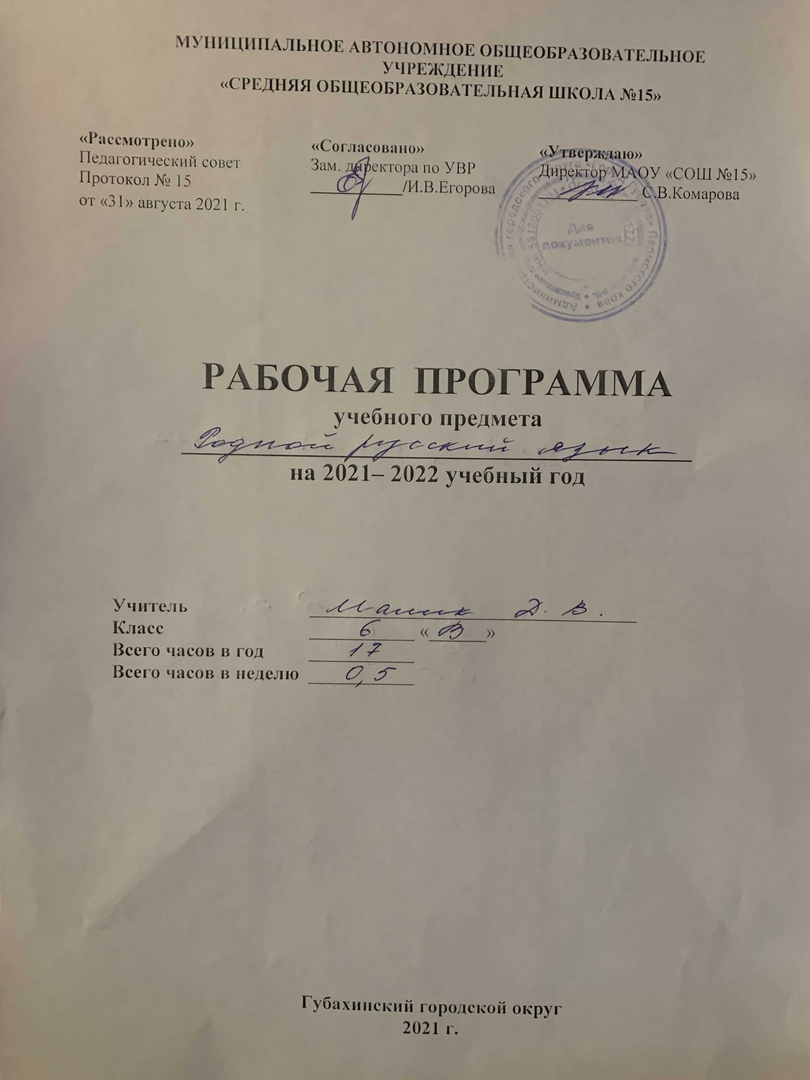 МУНИЦИПАЛЬНОЕ АВТОНОМНОЕ ОБЩЕОБРАЗОВАТЕЛЬНОЕ
УЧРЕЖДЕНИЕ
«СРЕДНЯЯ ОБЩЕОБРАЗОВАТЕЛЬНАЯ ШКОЛА №15»
«Рассмотрено»
Педагогический совет
Протокол № 15
от «31» августа 2021 г.
«Согласовано»
Зам. директора по УВР
/И.В.Егорова
«Утверждаю»
Директор МАОУ «СОШ №15»
С.В.Комарова
Для
документов
РАБОЧАЯ ПРОГРАММА
учебного предмета
Родной русский язык
на 2021– 2022 учебный год
Учитель Д. В.
Класс 6 «В»
Всего часов в год 17
Всего часов в неделю 0,5
Губахинский городской округ
2021 г.